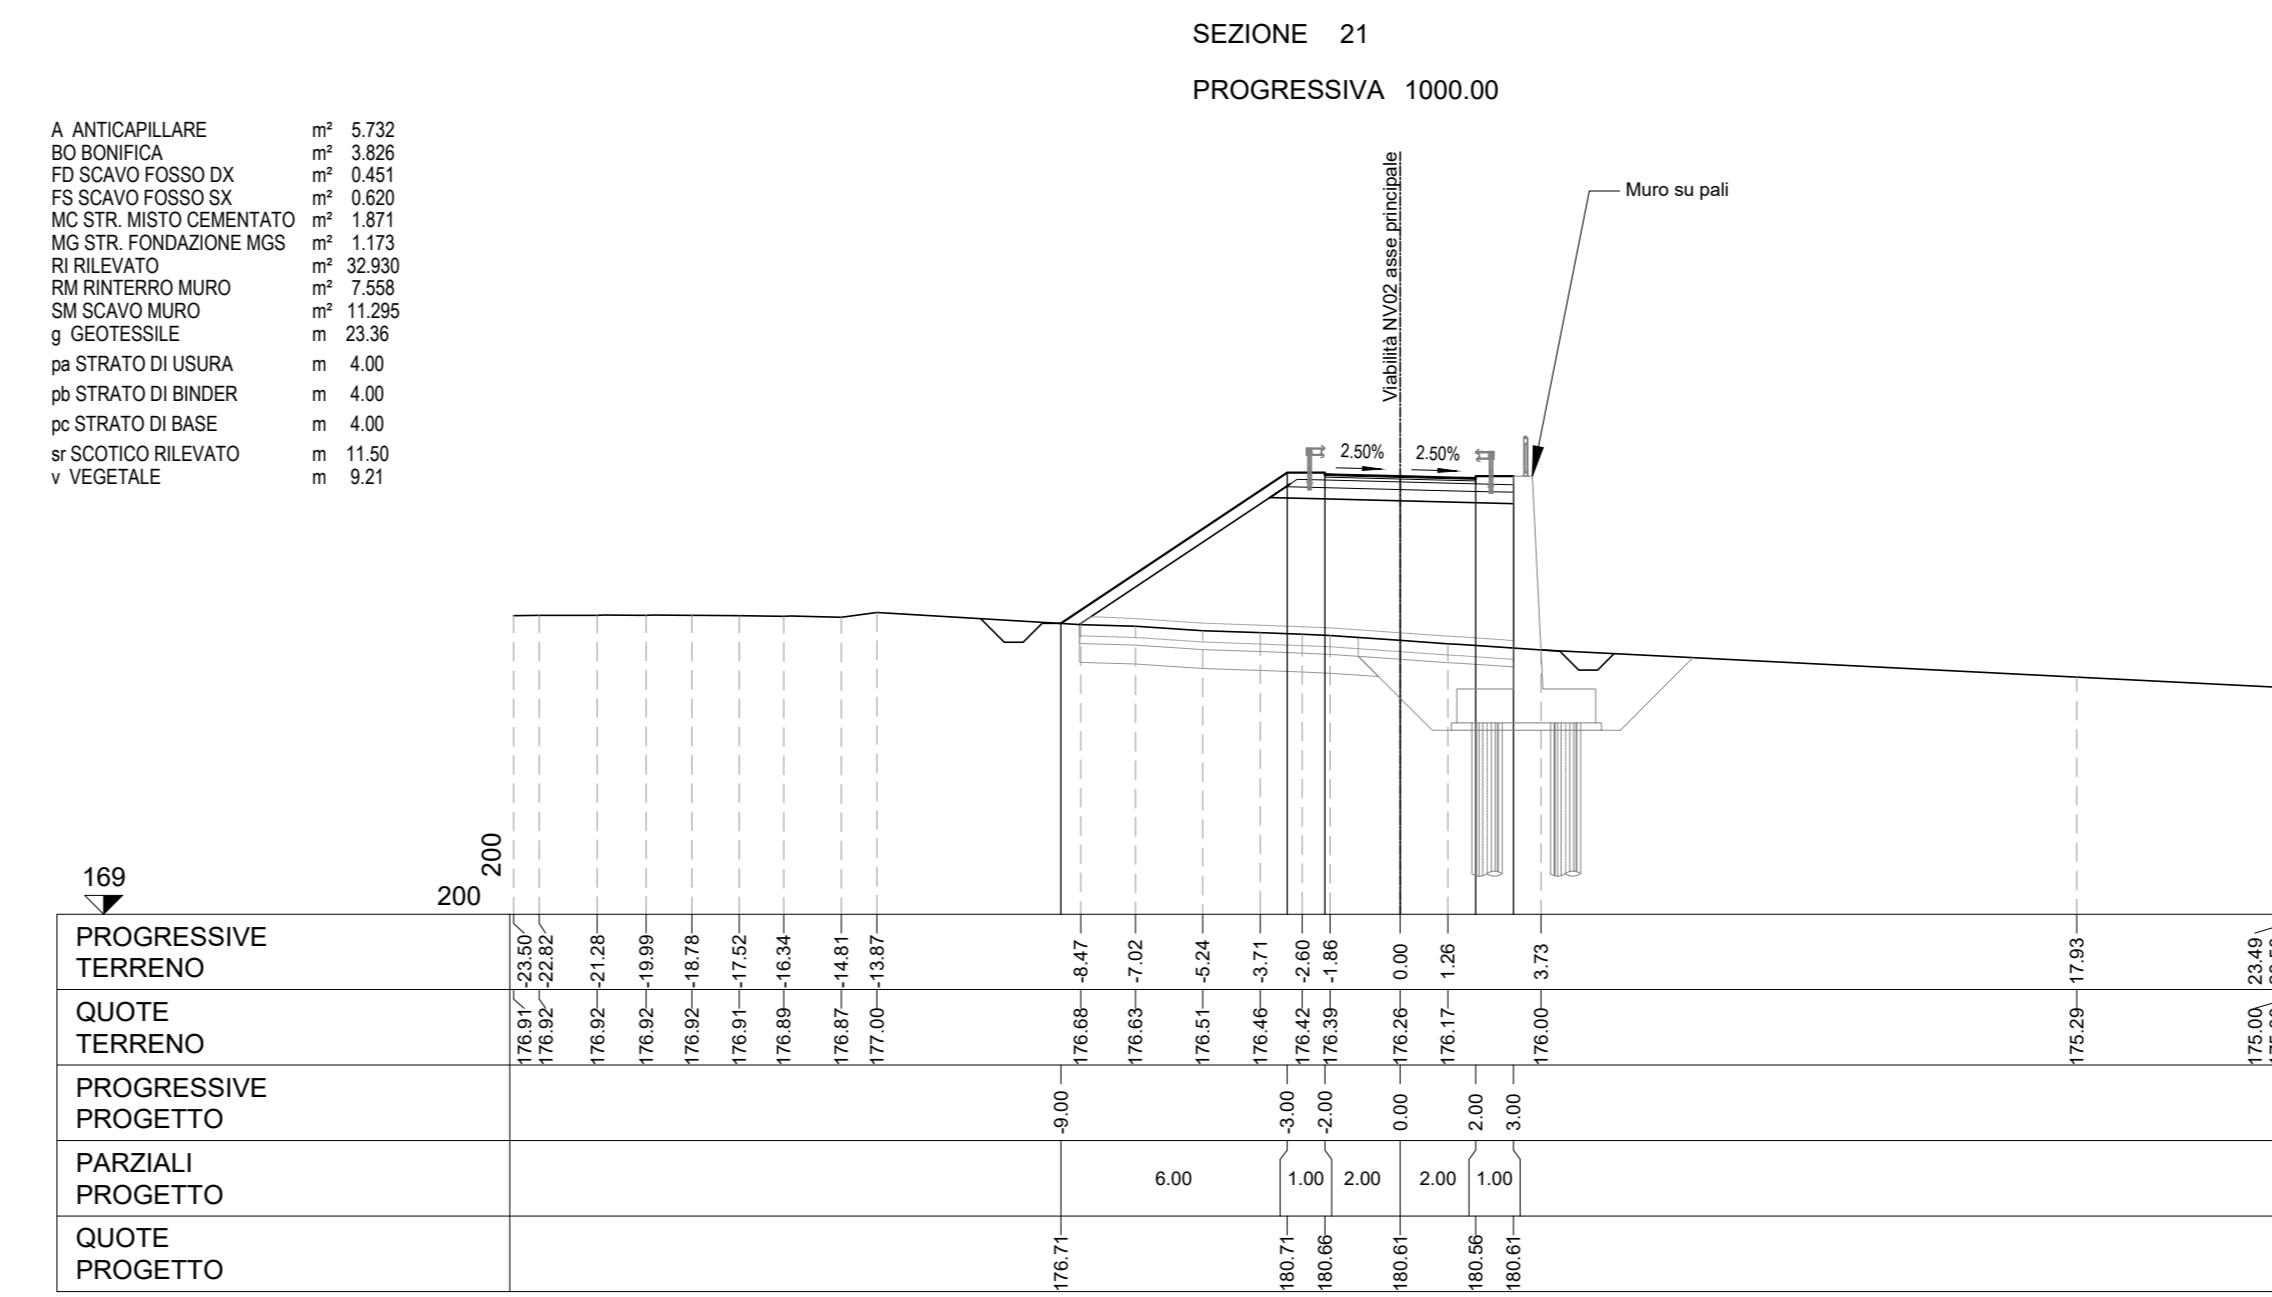 SEZIONE 21
PROGRESSIVA 1000.00
A ANTICAPILLARE m² 5.732
BO BONIFICA m² 3.826
FD SCAVO FOSSO DX m² 0.451
FS SCAVO FOSSO SX m² 0.620
MC STR. MISTO CEMENTATO m² 1.871
MG STR. FONDAZIONE MGS m² 1.173
RI RILEVATO m² 32.930
RM RINTERRO MURO m² 7.558
SM SCAVO MURO m² 11.295
g GEOTESSILE m 23.36
pa STRATO DI USURA m 4.00
pb STRATO DI BINDER m 4.00
pc STRATO DI BASE m 4.00
sr SCOTICO RILEVATO m 11.50
v VEGETALE m 9.21
Viabilità NV02 asse principale
Muro su pali
2.50% 2.50%
169
200
200
PROGRESSIVE
TERRENO
-23.50 -22.82 -21.28 -19.99 -18.78 -17.52 -16.34 -14.81 -13.87 -8.47 -7.02 -5.24 -3.71 -2.60 -1.86 0.00 1.26 3.73 17.93 23.49
QUOTE
TERRENO
176.91 176.92 176.92 176.92 176.92 176.91 176.89 176.87 177.00 176.68 176.63 176.51 176.46 176.42 176.39 176.26 176.17 176.00 175.29 175.00
PROGRESSIVE
PROGETTO
-9.00 -3.00 -2.00 0.00 2.00 3.00
PARZIALI
PROGETTO
6.00 1.00 2.00 2.00 1.00
QUOTE
PROGETTO
176.71 180.71 180.66 180.61 180.56 180.61